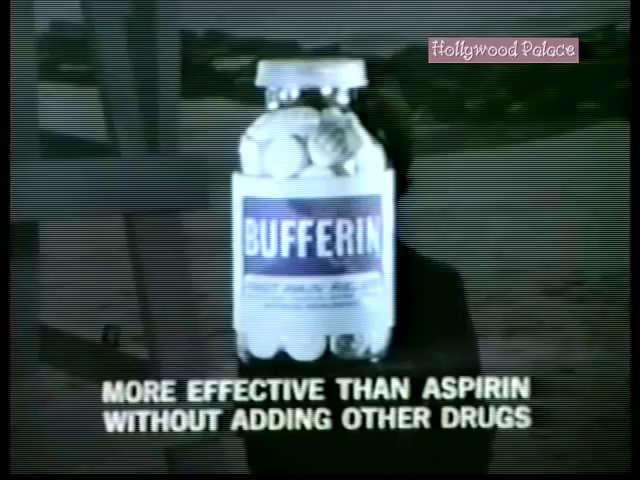 Hollywood Palace
BUFFERIN
MORE EFFECTIVE THAN ASPIRIN
WITHOUT ADDING OTHER DRUGS